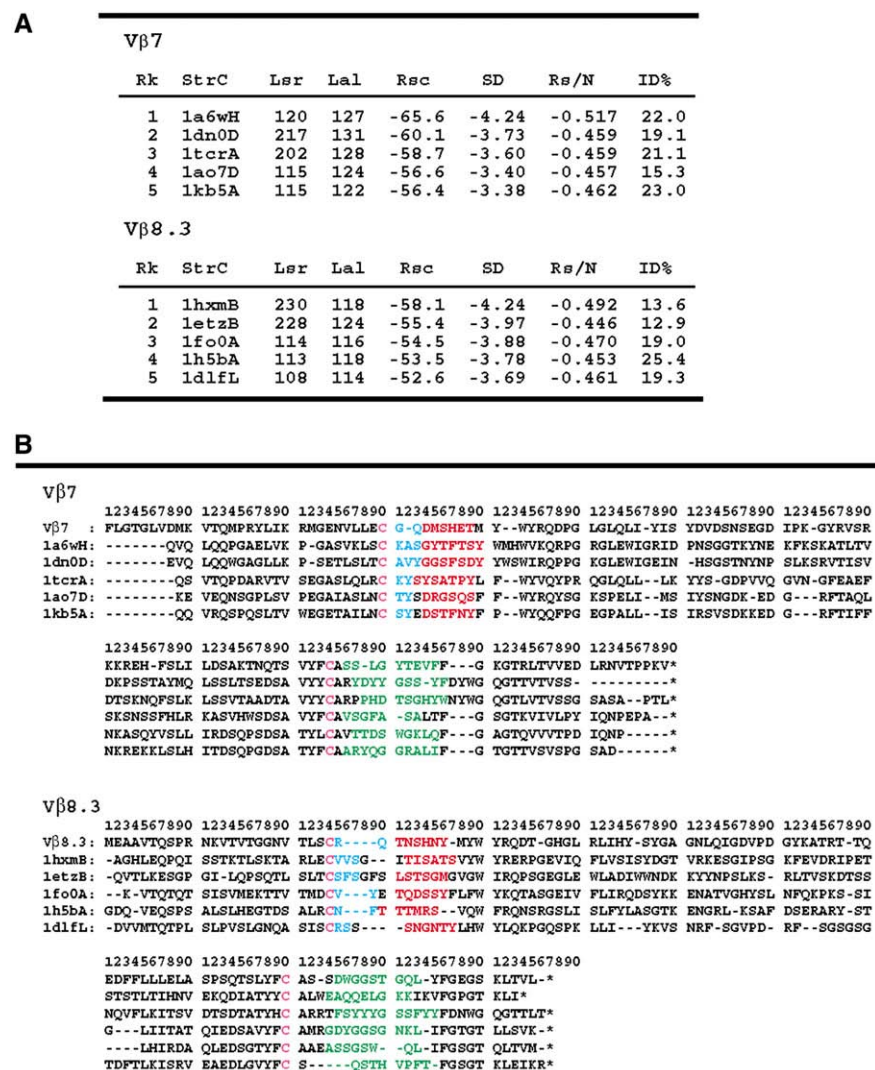 A
Vβ7
Rk StrC Lsr Lal Rsc SD Rs/N ID%
1 1a6wH 120 127 -65.6 -4.24 -0.517 22.0
2 1dn0D 217 131 -60.1 -3.73 -0.459 19.1
3 1tcrA 202 128 -58.7 -3.60 -0.459 21.1
4 1ao7D 115 124 -56.6 -3.40 -0.457 15.3
5 1kb5A 115 122 -56.4 -3.38 -0.462 23.0
Vβ8.3
Rk StrC Lsr Lal Rsc SD Rs/N ID%
1 1hxmB 230 118 -58.1 -4.24 -0.492 13.6
2 1etzB 228 124 -55.4 -3.97 -0.446 12.9
3 1fo0A 114 116 -54.5 -3.88 -0.470 19.0
4 1h5bA 113 118 -53.5 -3.78 -0.453 25.4
5 1dlfL 108 114 -52.6 -3.69 -0.461 19.3
B
Vβ7
1234567890 1234567890 1234567890 1234567890 1234567890 1234567890 1234567890 1234567890
Vβ7 : FLGTGLVDMK VTQMPRYLIK RMGENVLLEC G-QDMSHETM Y--WYRQDPG LGLQLIYISY DVDSNSEGD IPK-GYRVSR
1a6wH: -------QVQ LQQPGAELVK P-GASVKLSC KASGYTFTSY WMHWVKQRPG RGLEWIGRID PNSGGTKYNE KFKSKATLTV
1dn0D: -------EVQ LQQWGAGLLK P-SETLSLTC AVYGGSFSDY YWSWIRQPPG KGLEWIGEIN HSGSTNYNP SLKSRVTISV
1tcrA: -------QS VTQPDARVTV SEGASLQLRC KYSYSATPYL F--WYVQYPRQ GLQLL--LK YYS-GDPVVQ GVN-GFEAEF
1ao7D: -------KE VEQNSGPLSV PEGAIASLNC TYSDRGSQSF F--WYRQYSG KSPELI--MS IYSNGDK-ED G---RFTAQL
1kb5A: -------QQ VRQSPQSLTV WEGETAILNC SYEDSTFNYF P--WYQQFPG EGPALL--IS IRSVSDKKED G---RFTIFF
1234567890 1234567890 1234567890 1234567890 1234567890 1234567890
KKREH-FSLI LDSAKTNQTS VYFCASS-LG YTEVFF---G KGTRLTVVED LRNVTPPKV*
DKPSSTAYMQ LSSLTSEDSA VYYCARYDYY GSS-YFDYWG QGTTVTVSS- ---------*
DTSKNQFSLK LSSVTAADTA VYYCARPPHD TSGHYWNYWG QGTLVTVSSG SASA-PTL*
SKSNSSFHLR KASVHWSDSA VYFCAVSGFA -SALTF---G SGTKVIVLPY IQNPEPA--*
NKASQYVSLL IRDSQPSDSA TYLCAVTTDS WGKLQF---G AGTQVVVTPD IQNP-----*
NKREKKLSLH ITDSQPGDSA TYFCAARYQG GRALIF---G TGTTVSVSPG SAD------*
Vβ8.3
1234567890 1234567890 1234567890 1234567890 1234567890 1234567890 1234567890 1234567890
Vβ8.3: MEAAVTQSPR NKVTVTGGNV TLSCR----Q TNSHNY-MYW YRQDT-GHGL RLIHY-SYGA GNLQIGDVPD GYKATRT-TQ
1hxmB: -AGHLEQPQI SSTKTLSKTA RLECVVSG-- ITISATSVYW YRERPGEVIQ FLVSISYDGT VRKESGIPSG KFEVDRIPET
1etzB: -QVTLKESGP GI-LQPSQTL SLTCSFSGFS LSTSGMGVGW IRQPSGEGLE WLADIWWNDK KYYNPSLKS- RLTVSKDTSS
1fo0A: --K-VTQTQT SISVMEKTTV TMDCV---YE TQDSSYFLFW YKQTASGEIV FLIRQDSYKK ENATVGHYSL NFQKPKS-SI
1h5bA: GDQ-VEQSPS ALSLHEGTDS ALRCN---FT TTMRS--VQW FRQNSRGSLI SLFYLASGTK ENGRL-KSAF DSERARYST
1dlfL: -DVVMTQTPL SLPVSLGNQA SISCRS---- -SNGNTYLHW YLQKPGQSPK LLI-YKVS NRF-SGVPD- RF--SGSGSG
1234567890 1234567890 1234567890 1234567890 1234567890
EDFFLLLELA SPSQTSLYFC AS-SDWGGST GQL-YFGEGS KLTVL-*
STSTLTIHNV EKQDIATYYC ALWEAQQELG KKIKVFGPGT KLI*
NQVFLKITSV DTSDTATYHC ARRTFSYYYG SSFYYFDNWG QGTTLT*
G---LIITAT QIEDSAVYFC AMRGDYGGSG NKL-IFGTGT LLSVK-*
----LHIRDA QLEDSGTYFC AAEASSGSW- -QL-IFGSGT QLTVM-*
TDFTLKISRV EAEDLGVYFC S-----QSTH VPFT-FGSGT KLEIKR*